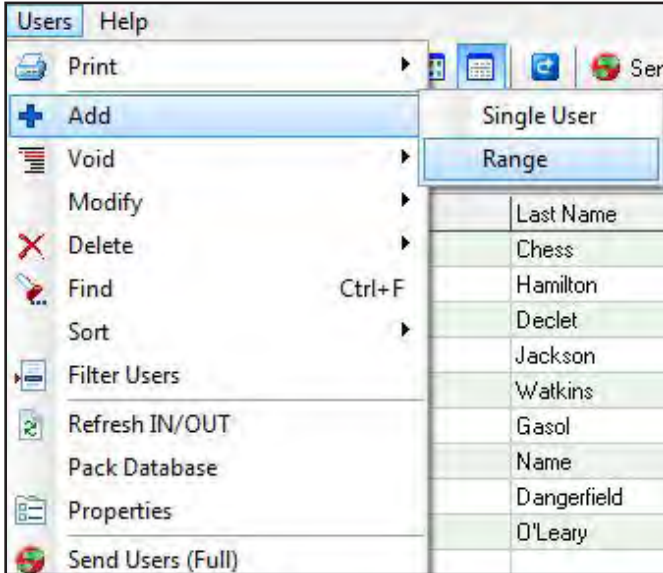 Users Help
Print Ser
Add Single User
Void Range
Modify Last Name
Delete Chess
Find Ctrl+F Hamilton
Sort Declet
Jackson
Filter Users Watkins
Refresh IN/OUT Gasol
Pack Database Name
Properties Dangerfield
O'Leary
Send Users (Full)